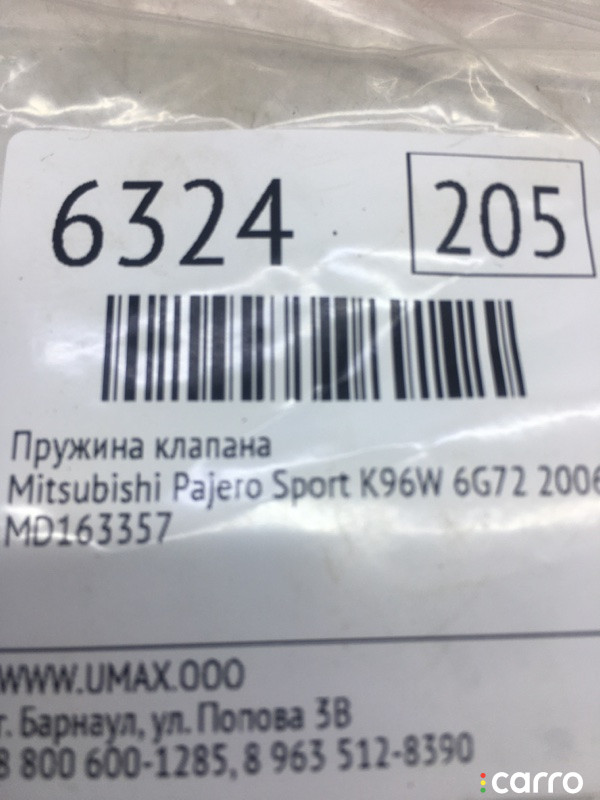 6324
205
Пружина клапана
Mitsubishi Pajero Sport K96W 6G72 2006
MD163357
WWW.UMAX.OOO
г. Барнаул, ул. Попова 3В
8 800 600-1285, 8 963 512-8390
carro